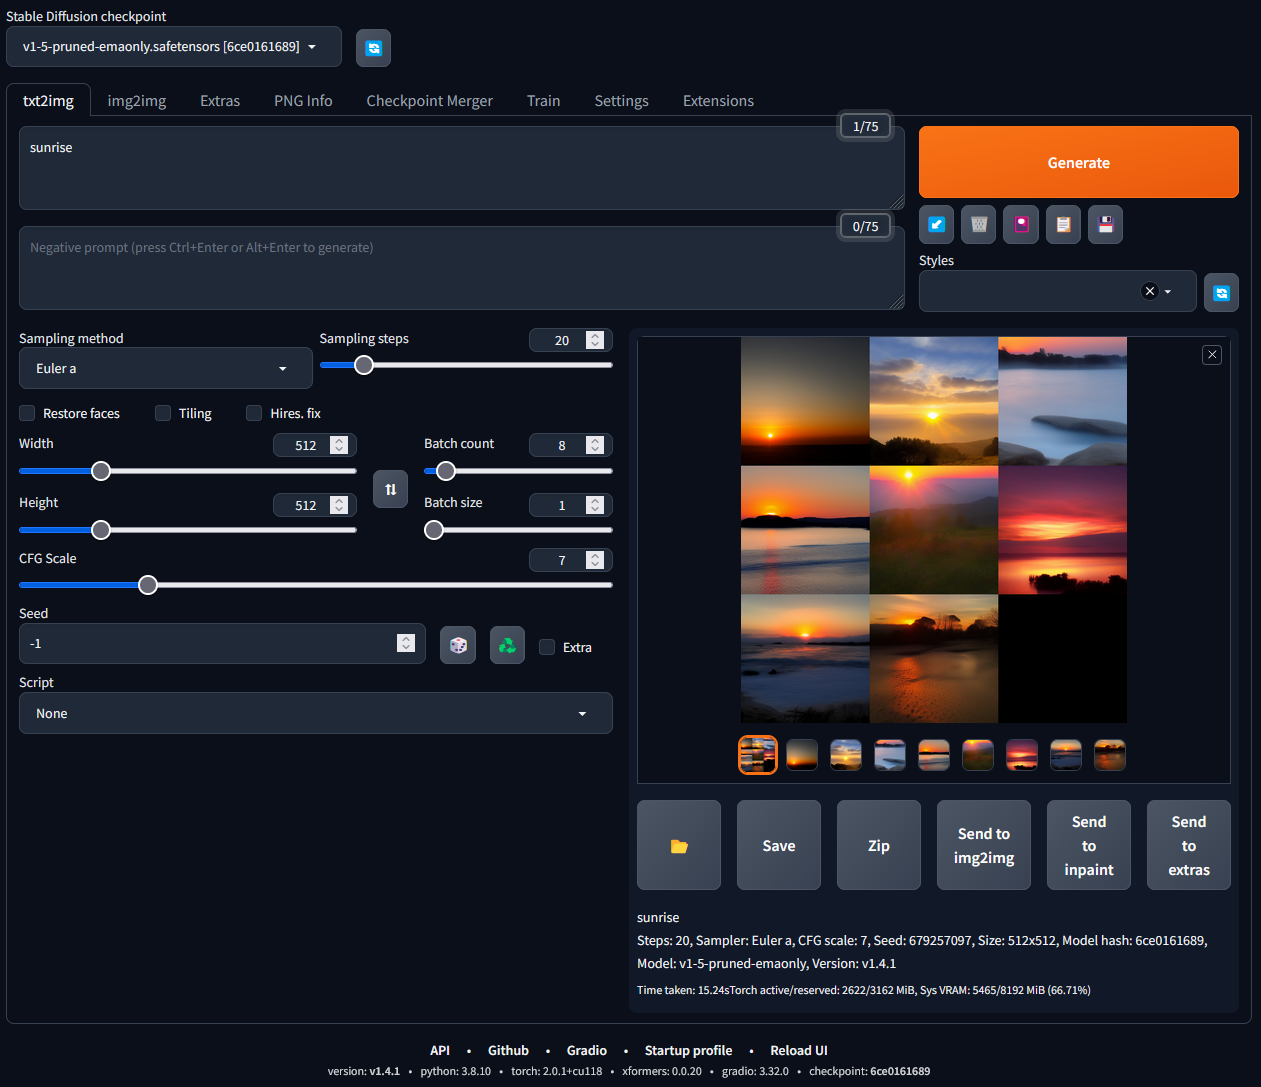 Stable Diffusion checkpoint
v1-5-pruned-emaonly.safetensors [6ce0161689]
txt2img img2img Extras PNG Info Checkpoint Merger Train Settings Extensions
1/75
sunrise
Generate
0/75
Negative prompt (press Ctrl+Enter or Alt+Enter to generate)
Styles
Sampling method
Euler a
Sampling steps 20
Restore faces Tiling Hires. fix
Width 512
Batch count 8
Height 512
Batch size 1
CFG Scale 7
Seed
-1
Extra
Script
None
Save
Zip
Send to
img2img
Send
to
inpaint
Send
to
extras
sunrise
Steps: 20, Sampler: Euler a, CFG scale: 7, Seed: 679257097, Size: 512x512, Model hash: 6ce0161689,
Model: v1-5-pruned-emaonly, Version: v1.4.1
Time taken: 15.24sTorch active/reserved: 2622/3162 MiB, Sys VRAM: 5465/8192 MiB (66.71%)
API • Github • Gradio • Startup profile • Reload UI
version: v1.4.1 • python: 3.8.10 • torch: 2.0.1+cu118 • xformers: 0.0.20 • gradio: 3.32.0 • checkpoint: 6ce0161689